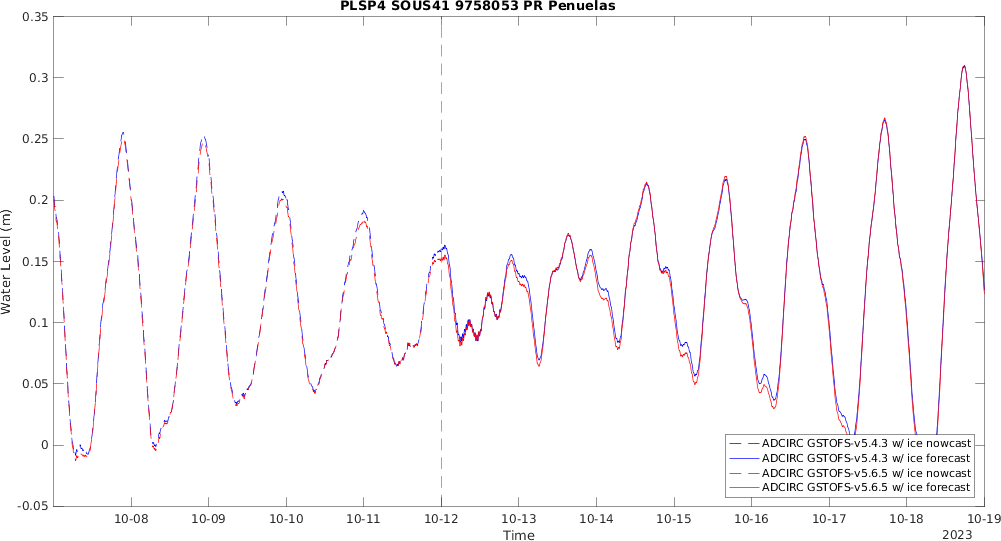 PLSP4 SOUS41 9758053 PR Penuelas
0.35
0.3
0.25
0.2
0.15
0.1
0.05
0
-0.05
Water Level (m)
10-08 10-09 10-10 10-11 10-12 10-13 10-14 10-15 10-16 10-17 10-18 10-19
Time
2023
ADCIRC GSTOFS-v5.4.3 w/ ice nowcast
ADCIRC GSTOFS-v5.4.3 w/ ice forecast
ADCIRC GSTOFS-v5.6.5 w/ ice nowcast
ADCIRC GSTOFS-v5.6.5 w/ ice forecast